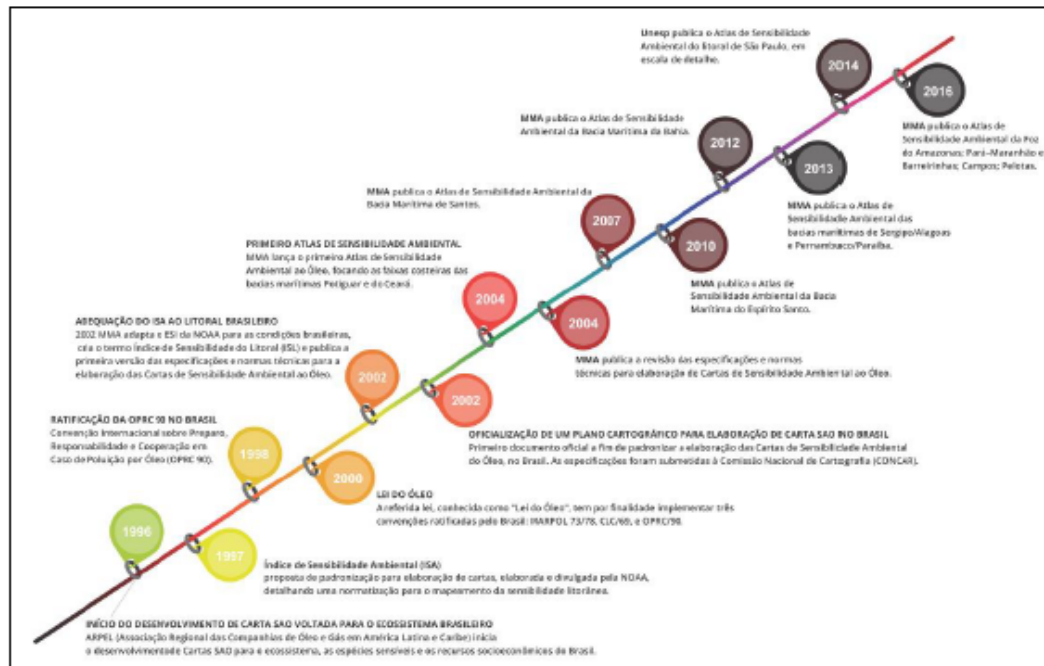 Unesp publica o Atlas de Sensibilidade
Ambiental do litoral de São Paulo, em
escala de detalhe.
2014
2016
MMA publica o Atlas de
Sensibilidade Ambiental da Foz
do Amazonas; Pará-Maranhão e
Barreirinhas; Campos; Pelotas.
MMA publica o Atlas de Sensibilidade
Ambiental da Bacia Marítima da Bahia.
2012
2013
MMA publica o Atlas de
Sensibilidade Ambiental das
bacias marítimas de Sergipo/Alagoas
e Pernambuco/Paraíba.
MMA publica o Atlas de Sensibilidade Ambiental da
Bacia Marítima de Santos.
2007
2010
MMA publica o Atlas de
Sensibilidade Ambiental da Bacia
Marítima do Espírito Santo.
PRIMEIRO ATLAS DE SENSIBILIDADE AMBIENTAL
MMA lança o primeiro Atlas de Sensibilidade
Ambiental ao Óleo, focando as faixas costeiras das
bacias marítimas Potiguar e do Ceará.
2004
2004
MMA publica a revisão das especificações e normas
técnicas para elaboração de Cartas de Sensibilidade Ambiental ao Óleo.
ADEQUAÇÃO DO ISA AO LITORAL BRASILEIRO
2002 MMA adapta o ESI da NOAA para as condições brasileiras,
cria o termo Índice de Sensibilidade do Litoral (ISL) e publica a
primeira versão das especificações e normas técnicas para a
elaboração das Cartas de Sensibilidade Ambiental ao Óleo.
2002
2002
OFICIALIZAÇÃO DE UM PLANO CARTOGRÁFICO PARA ELABORAÇÃO DE CARTA SAO INO BRASIL
Primeiro documento oficial a fim de padronizar a elaboração das Cartas de Sensibilidade Ambiental
do Óleo, no Brasil. As especificações foram submetidas à Comissão Nacional de Cartografia (CONCAR).
RATIFICAÇÃO DA OPRC 90 NO BRASIL
Convenção Internacional sobre Preparo,
Responsabilidade e Cooperação em
Caso de Poluição por Óleo (OPRC 90).
1998
2000
LEI DO ÓLEO
A referida lei, conhecida como "Lei do Óleo", tem por finalidade implementar três
convenções ratificadas pelo Brasil: MARPOL 73/78, CLC/69, e OPRC/90.
1996
1997
Índice de Sensibilidade Ambiental (ISA)
proposta de padronização para elaboração de cartas, elaborada e divulgada pela NOAA,
detalhando uma normatização para o mapeamento da sensibilidade litorânea.
INÍCIO DO DESENVOLVIMENTO DE CARTA SAO VOLTADA PARA O ECOSSISTEMA BRASILEIRO
ARPEL (Associação Regional das Companhias de Óleo e Gás em América Latina e Caribe) inicia
o desenvolvimentode Cartas SAO para o ecossistema, as espécies sensíveis e os recursos socioeconômicos do Brasil.